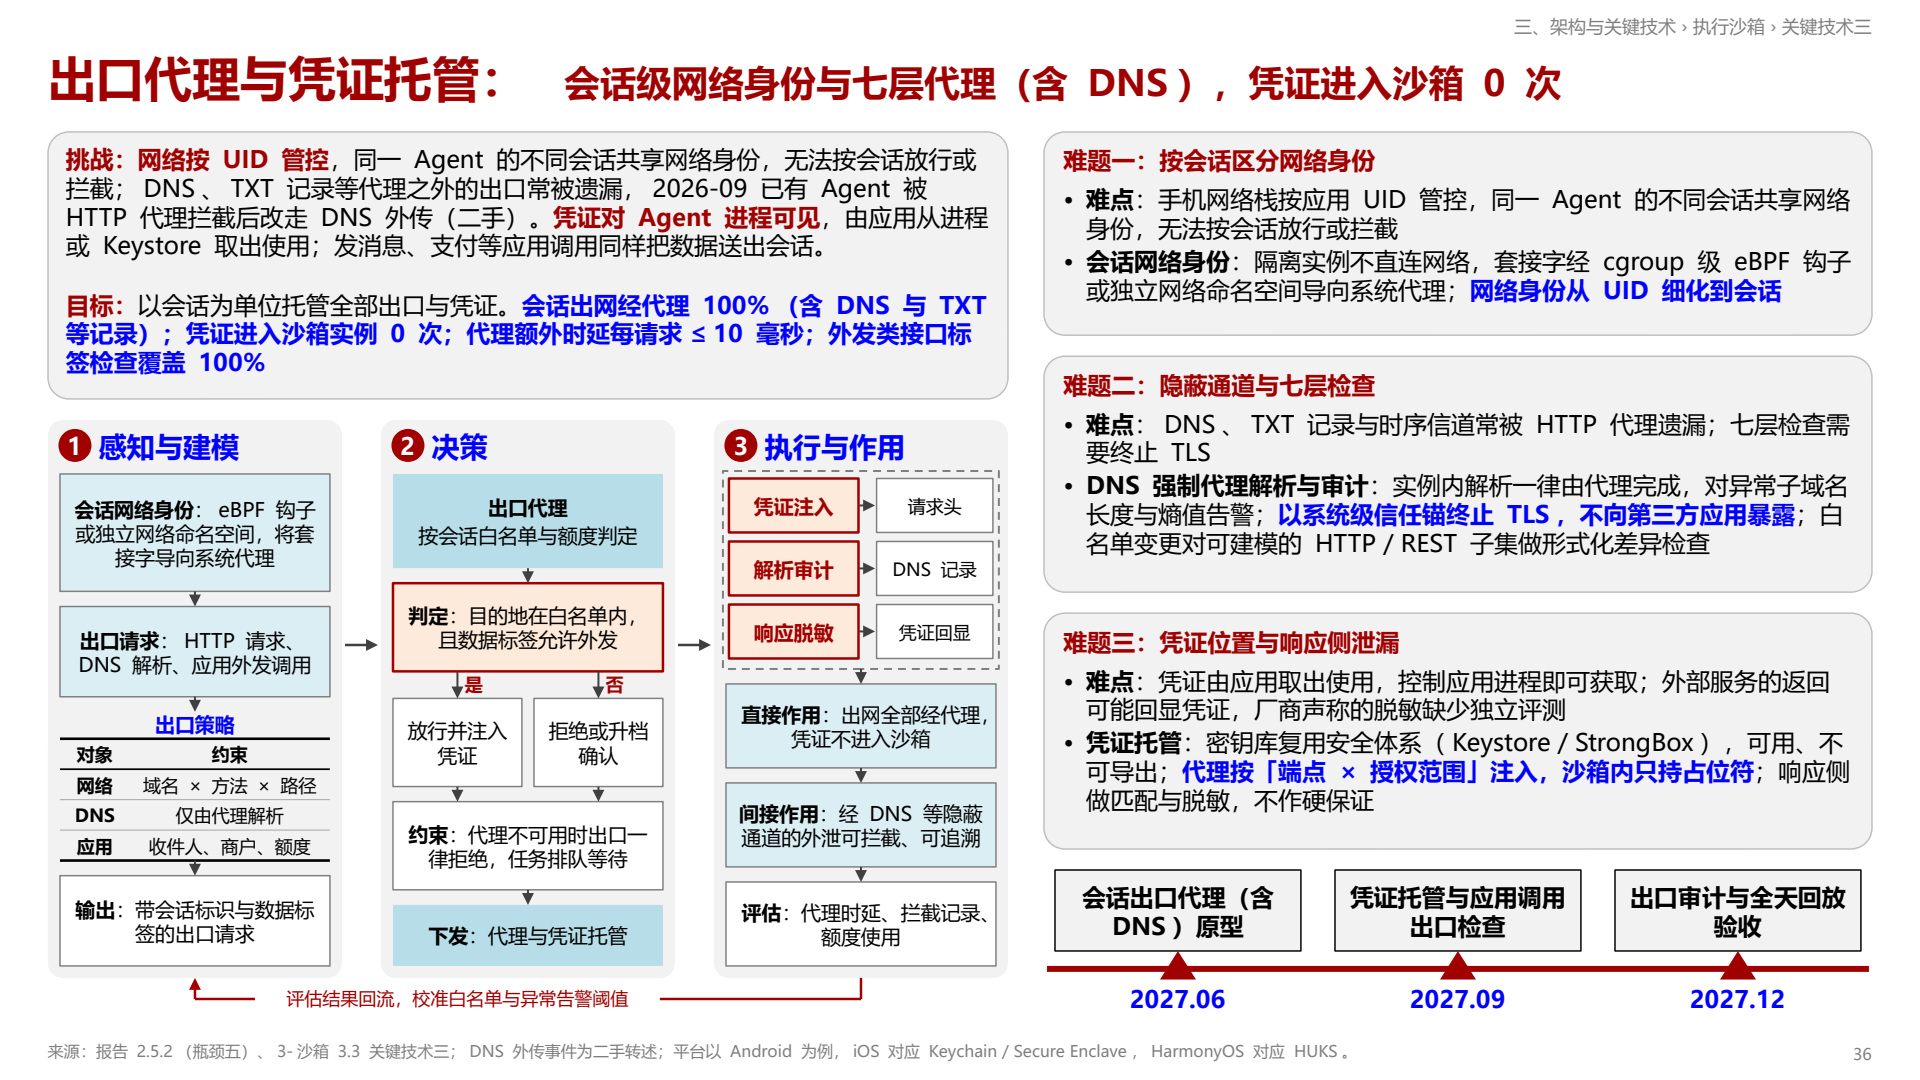 三、架构与关键技术 › 执行沙箱 › 关键技术三
出口代理与凭证托管： 会话级网络身份与七层代理（含 DNS），凭证进入沙箱 0 次
挑战：网络按 UID 管控，同一 Agent 的不同会话共享网络身份，无法按会话放行或
拦截； DNS、 TXT 记录等代理之外的出口常被遗�， 2026-09 已有 Agent 被
HTTP 代理拦截后改走 DNS 外传（二手）。凭证对 Agent 进程可见，由应用从进程
或 Keystore 取出使用；发消息、支付等应用调用同样把数据送出会话。
目标：以会话为单位托管全部出口与凭证。会话出网经代理 100%（含 DNS 与 TXT
等记录）；凭证进入沙箱实例 0 次；代理额外时延每请求 ≤ 10 毫秒；外发类接口标
签检查覆盖 100%
1 感知与建模
会话网络身份： eBPF 钩子
或独立网络命名空间，将套
接字导向系统代理
出口请求： HTTP 请求、
DNS 解析、应用外发调用
出口策略
对象 约束
网络 域名 × 方法 × 路径
DNS 仅由代理解析
应用 收件人、商户、额度
输出：带会话标识与数据标
签的出口请求
2 决策
出口代理
按会话白名单与额度判定
判定：目的地在白名单内，
且数据标签允许外发
是 否
放行并注入
凭证
拒绝或升档
确认
约束：代理不可用时出口一
律拒绝，任务排队等待
下发：代理与凭证托管
3 执行与作用
凭证注入 请求头
解析审计 DNS 记录
响应脱敏 凭证回显
直接作用：出网全部经代理，
凭证不进入沙箱
间接作用：经 DNS 等隐蔽
通道的外泄可拦截、可追溯
评估：代理时延、拦截记录、
额度使用
评估结果回流，校准白名单与异常告警阈值
难题一：按会话区分网络身份
• 难点：手机网络栈按应用 UID 管控，同一 Agent 的不同会话共享网络
身份，无法按会话放行或拦截
• 会话网络身份：隔离实例不直连网络，套接字经 cgroup 级 eBPF 钩子
或独立网络命名空间导向系统代理；网络身份从 UID 细化到会话
难题二：隐蔽通道与七层检查
• 难点： DNS、 TXT 记录与时序信道常被 HTTP 代理遗漏；七层检查需
要终止 TLS
• DNS 强制代理解析与审计：实例内解析一律由代理完成，对异常子域名
长度与熵值告警；以系统级信任锚终止 TLS，不向第三方应用暴露；白
名单变更对可建模的 HTTP / REST 子集做形式化差异检查
难题三：凭证位置与响应侧泄漏
• 难点：凭证由应用取出使用，控制应用进程即可获取；外部服务的返回
可能回显凭证，厂商声称的脱敏缺少独立评测
• 凭证托管：密钥库复用安全体系（Keystore / StrongBox），可用、不
可导出；代理按「端点 × 授权范围」注入，沙箱内只持占位符；响应侧
做匹配与脱敏，不作硬保证
会话出口代理（含
DNS）原型
凭证托管与应用调用
出口检查
出口审计与全天回放
验收
2027.06 2027.09 2027.12
来源：报告 2.5.2（瓶颈五）、 3-沙箱 3.3 关键技术三； DNS 外传事件为二手转述；平台以 Android 为例， iOS 对应 Keychain / Secure Enclave， HarmonyOS 对应 HUKS。
36